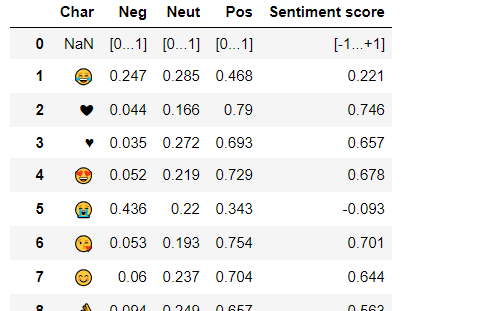 Char Neg Neut Pos Sentiment score
0 NaN [0...1] [0...1] [0...1] [-1...+1]
1 😂 0.247 0.285 0.468 0.221
2 ❤ 0.044 0.166 0.79 0.746
3 ♥ 0.035 0.272 0.693 0.657
4 😍 0.052 0.219 0.729 0.678
5 😭 0.436 0.22 0.343 -0.093
6 😘 0.053 0.193 0.754 0.701
7 😊 0.06 0.237 0.704 0.644
8 👌 0.094 0.249 0.657 0.563